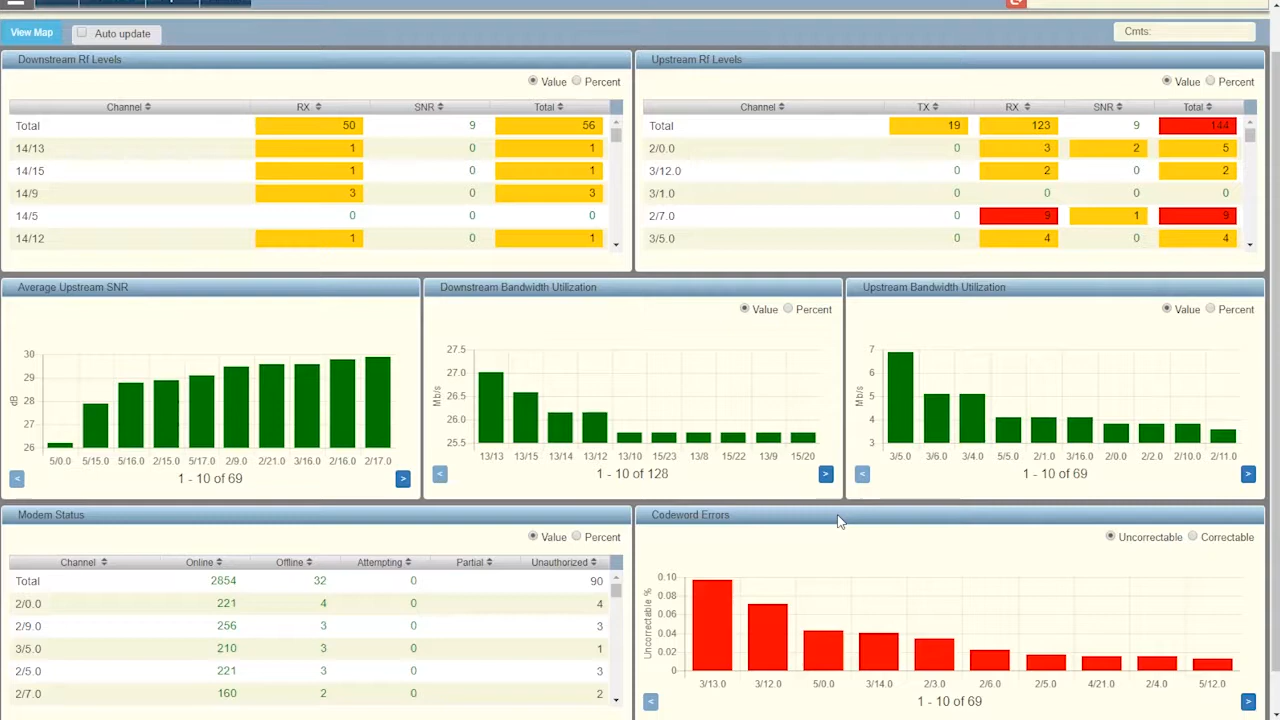 View Map
Auto update
Cmts:
Downstream Rf Levels
Value Percent
Channel RX SNR Total
Total 50 9 56
14/13 1 0 1
14/15 1 0 1
14/9 3 0 3
14/5 0 0 0
14/12 1 0 1
Upstream Rf Levels
Value Percent
Channel TX RX SNR Total
Total 19 123 9 144
2/0.0 0 3 2 5
3/12.0 0 2 0 2
3/1.0 0 0 0 0
2/7.0 0 9 1 9
3/5.0 0 4 0 4
Average Upstream SNR
30
29
28
27
26
dB
5/0.0 5/15.0 5/16.0 2/15.0 5/17.0 2/9.0 2/21.0 3/16.0 2/16.0 2/17.0
< 1 - 10 of 69 >
Downstream Bandwidth Utilization
Value Percent
27.5
27.0
26.5
26.0
25.5
Mb/s
13/13 13/15 13/14 13/12 13/10 15/23 13/8 15/22 13/9 15/20
< 1 - 10 of 128 >
Upstream Bandwidth Utilization
Value Percent
7
6
5
4
3
Mb/s
3/5.0 3/6.0 3/4.0 5/5.0 2/1.0 3/16.0 2/0.0 2/2.0 2/10.0 2/11.0
< 1 - 10 of 69 >
Modem Status
Value Percent
Channel Online Offline Attempting Partial Unauthorized
Total 2854 32 0 90
2/0.0 221 4 0 4
2/9.0 256 3 0 3
3/5.0 210 3 0 1
2/5.0 221 3 0 3
2/7.0 160 2 0 2
Codeword Errors
Uncorrectable Correctable
0.10
0.08
0.06
0.04
0.02
0
Uncorrectable %
3/13.0 3/12.0 5/0.0 3/14.0 2/3.0 2/6.0 2/5.0 4/21.0 2/4.0 5/12.0
< 1 - 10 of 69 >